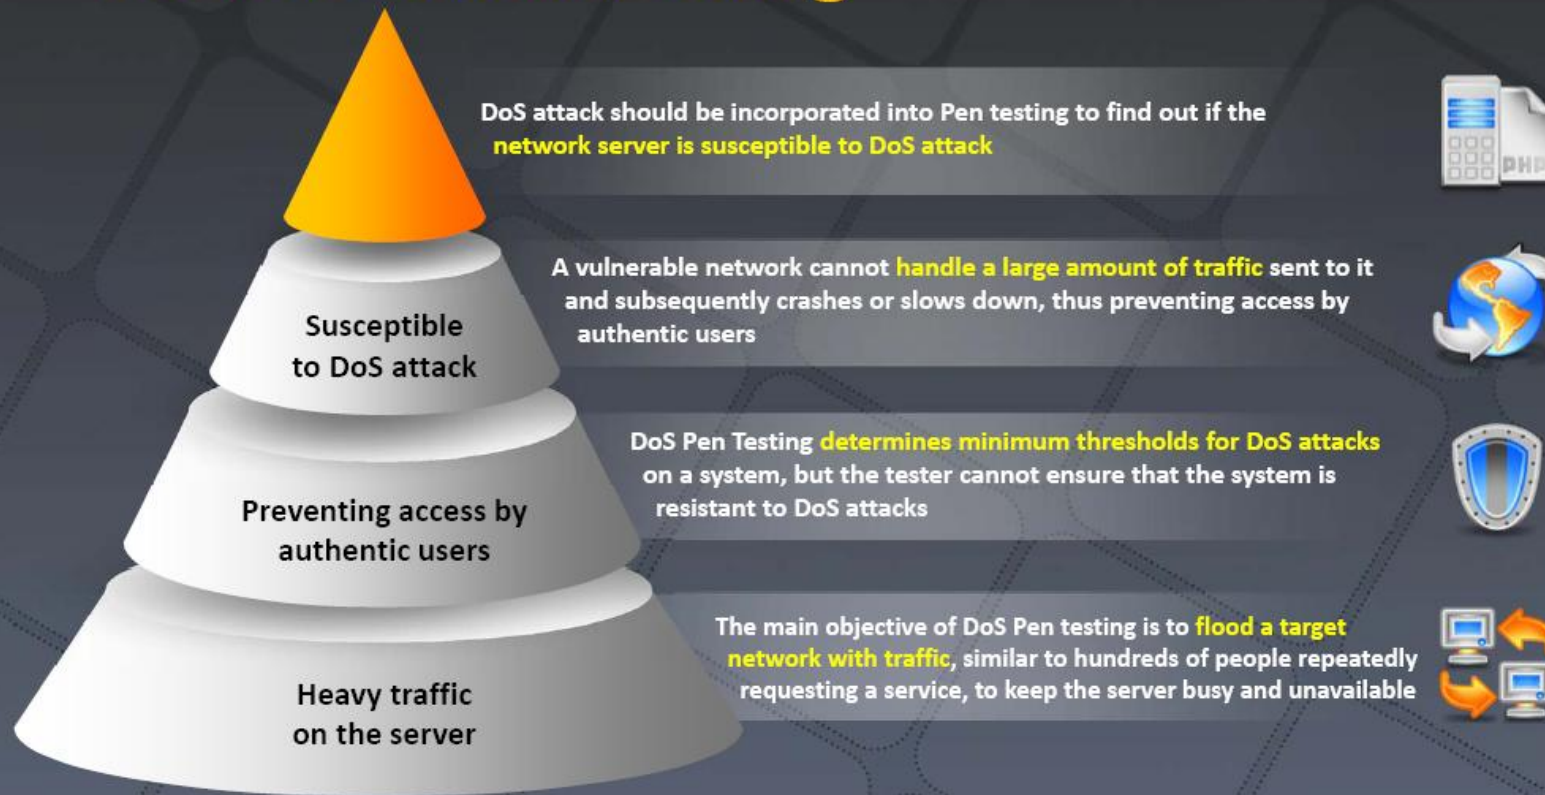 DoS attack should be incorporated into Pen testing to find out if the
network server is susceptible to DoS attack
A vulnerable network cannot handle a large amount of traffic sent to it
and subsequently crashes or slows down, thus preventing access by
authentic users
Susceptible
to DoS attack
DoS Pen Testing determines minimum thresholds for DoS attacks
on a system, but the tester cannot ensure that the system is
resistant to DoS attacks
Preventing access by
authentic users
The main objective of DoS Pen testing is to flood a target
network with traffic, similar to hundreds of people repeatedly
requesting a service, to keep the server busy and unavailable
Heavy traffic
on the server
PHP